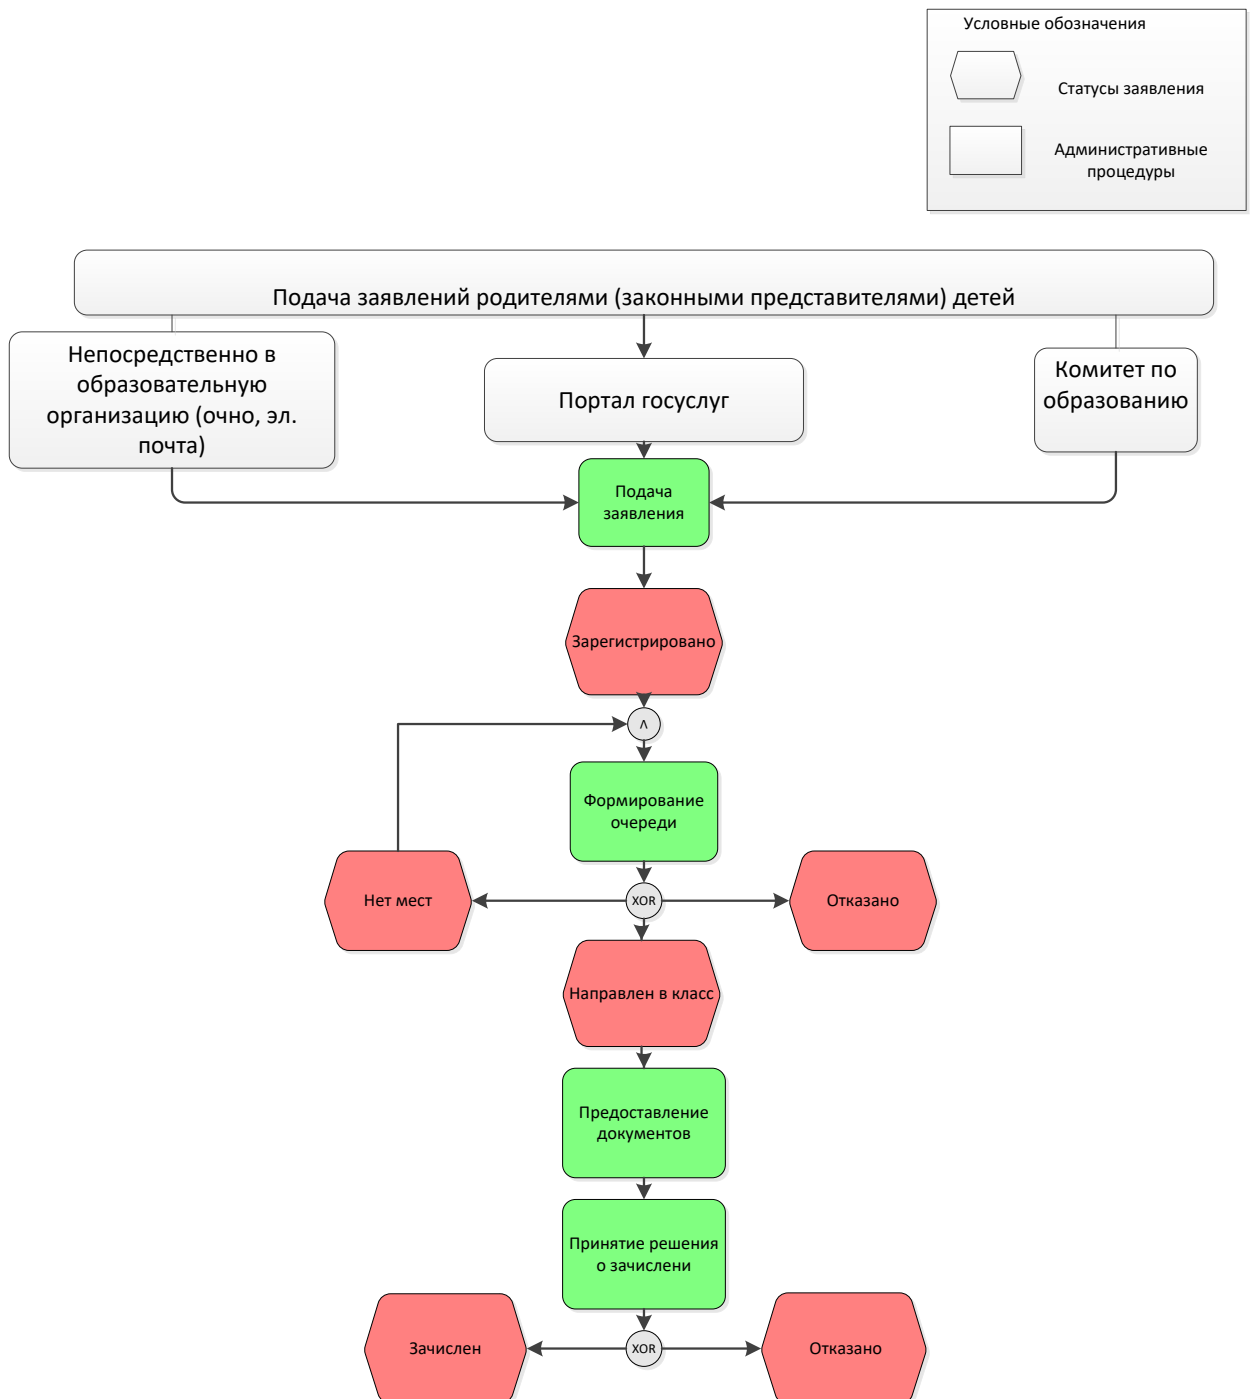 Условные обозначения
Статусы заявления
Административные
процедуры
Подача заявлений родителями (законными представителями) детей
Непосредственно в
образовательную
организацию (очно, эл.
почта)
Портал госуслуг
Комитет по
образованию
Подача
заявления
Зарегистрировано
Λ
Формирование
очереди
Нет мест
XOR
Отказано
Направлен в класс
Предоставление
документов
Принятие решения
о зачислени
Зачислен
XOR
Отказано